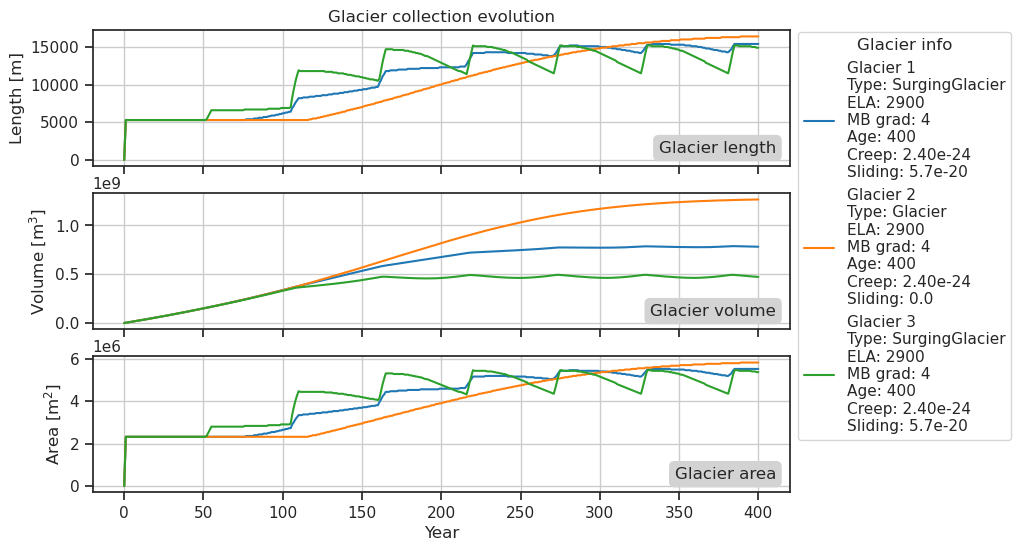 Glacier collection evolution
Length [m]
15000
10000
5000
0
Glacier length
1e9
Volume [m³]
1.0
0.5
0.0
Glacier volume
1e6
Area [m²]
6
4
2
0
Glacier area
0 50 100 150 200 250 300 350 400
Year
Glacier info
Glacier 1
Type: SurgingGlacier
ELA: 2900
MB grad: 4
Age: 400
Creep: 2.40e-24
Sliding: 5.7e-20
Glacier 2
Type: Glacier
ELA: 2900
MB grad: 4
Age: 400
Creep: 2.40e-24
Sliding: 0.0
Glacier 3
Type: SurgingGlacier
ELA: 2900
MB grad: 4
Age: 400
Creep: 2.40e-24
Sliding: 5.7e-20